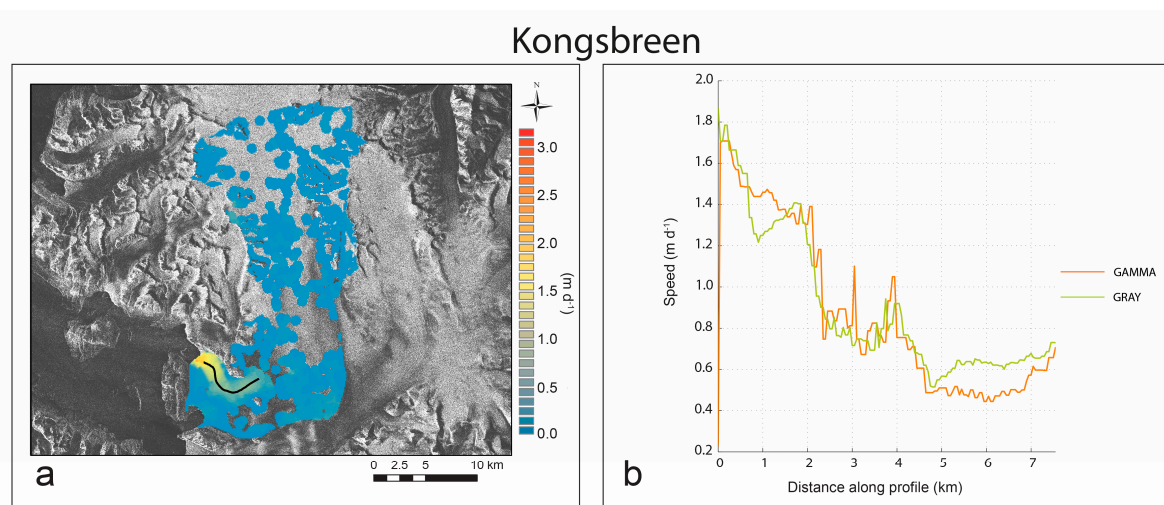 Kongsbreen
N
3.0
2.5
2.0
1.5
1.0
0.5
0.0
(m d-1)
0 2.5 5 10 km
a
2.0
1.8
1.6
1.4
1.2
1.0
0.8
0.6
0.4
0.2
Speed (m d-1)
0 1 2 3 4 5 6 7
Distance along profile (km)
GAMMA
GRAY
b